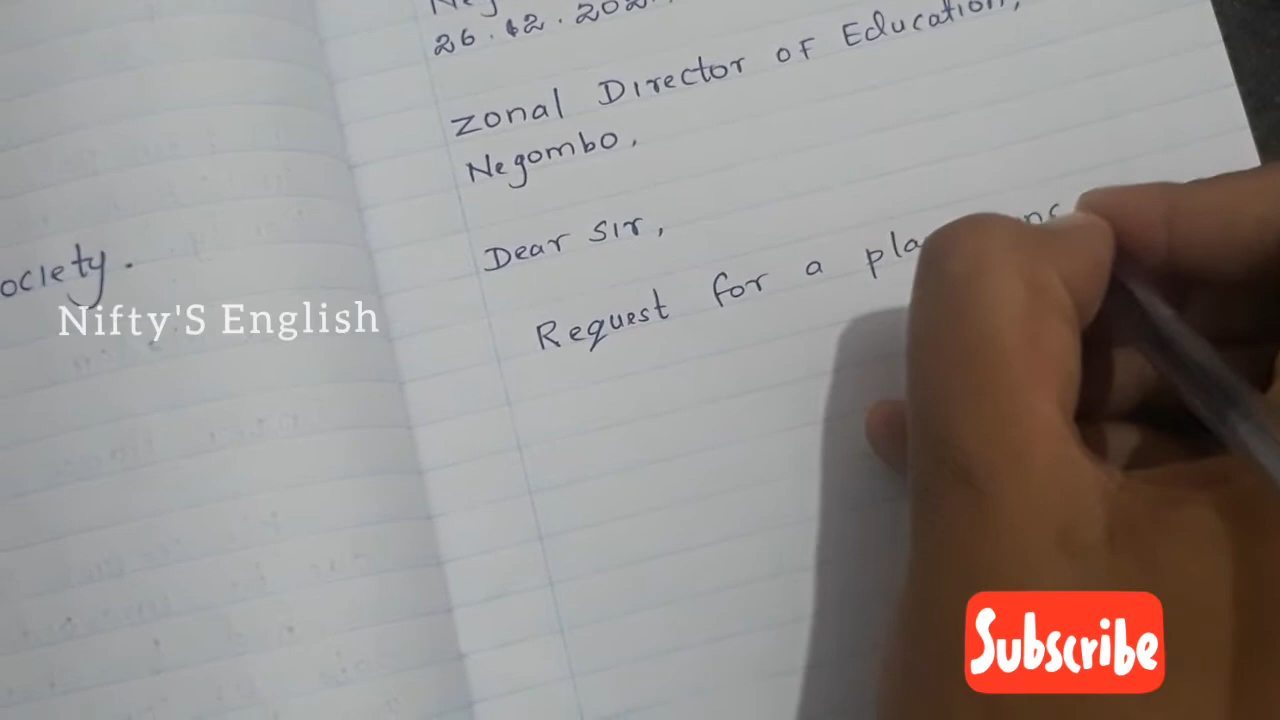 26.12.202
Zonal Director of Education,
Negombo,
ociety.
Dear Sir,
Nifty'S English
Request for a pla
Subscribe